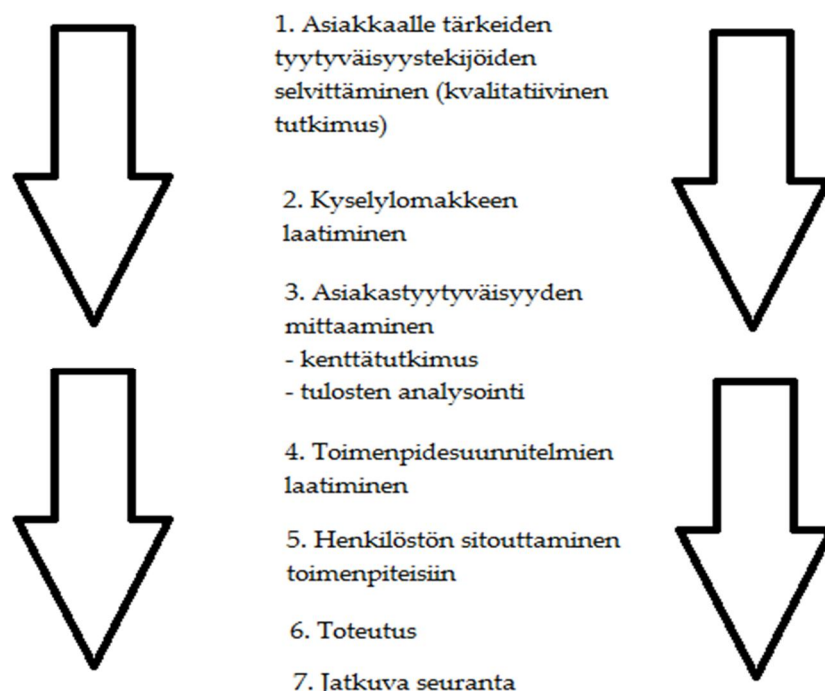 1. Asiakkaalle tärkeiden
tyytyväisyystekijöiden
selvittäminen (kvalitatiivinen
tutkimus)
2. Kyselylomakkeen
laatiminen
3. Asiakastyytyväisyyden
mittaaminen
- kenttätutkimus
- tulosten analysointi
4. Toimenpidesuunnitelmien
laatiminen
5. Henkilöstön sitouttaminen
toimenpiteisiin
6. Toteutus
7. Jatkuva seuranta